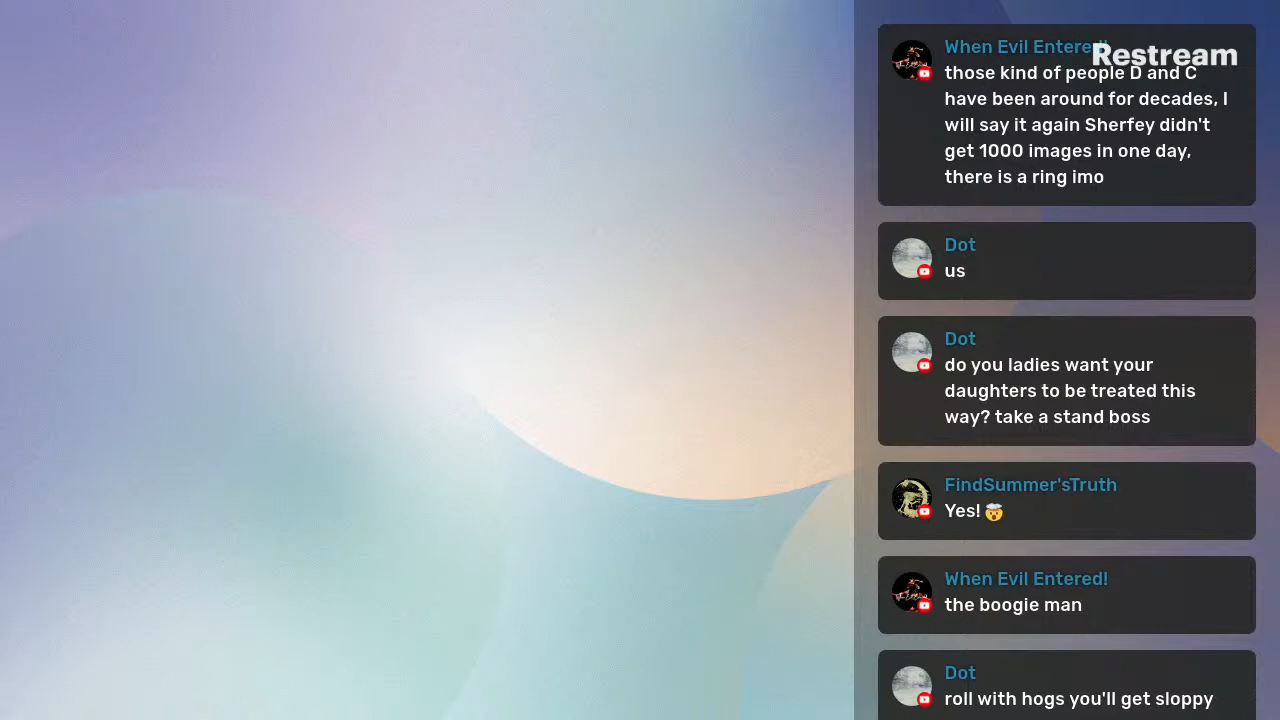 When Evil Entered!
Restream
those kind of people D and C
have been around for decades, I
will say it again Sherfey didn't
get 1000 images in one day,
there is a ring imo
Dot
us
Dot
do you ladies want your
daughters to be treated this
way? take a stand boss
FindSummer'sTruth
Yes! 🤯
When Evil Entered!
the boogie man
Dot
roll with hogs you'll get sloppy